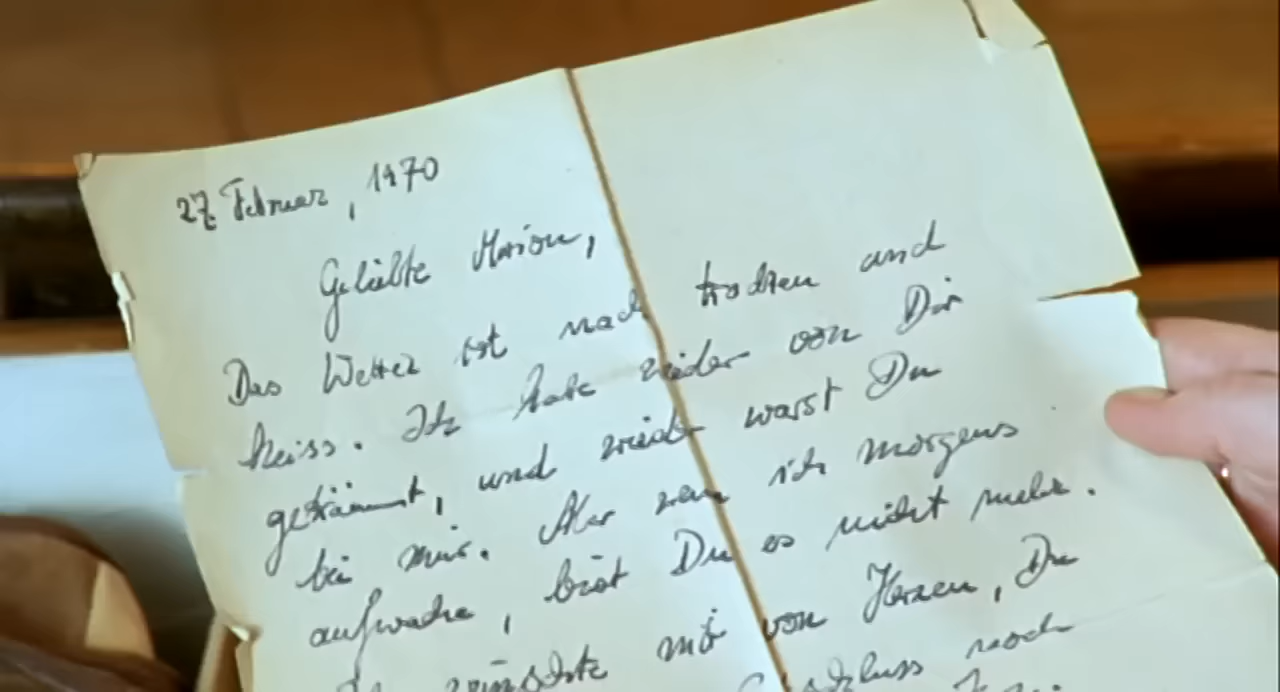 27. Februar, 1970
Geliebte Marion,
Das Wetter ist noch trocken und
heiss. Ich habe wieder von Dir
geträumt, und wieder warst Du
bei mir. Aber wenn ich morgens
aufwache, bist Du es nicht mehr.
Ich wünschte mir von Herzen, Du
noch